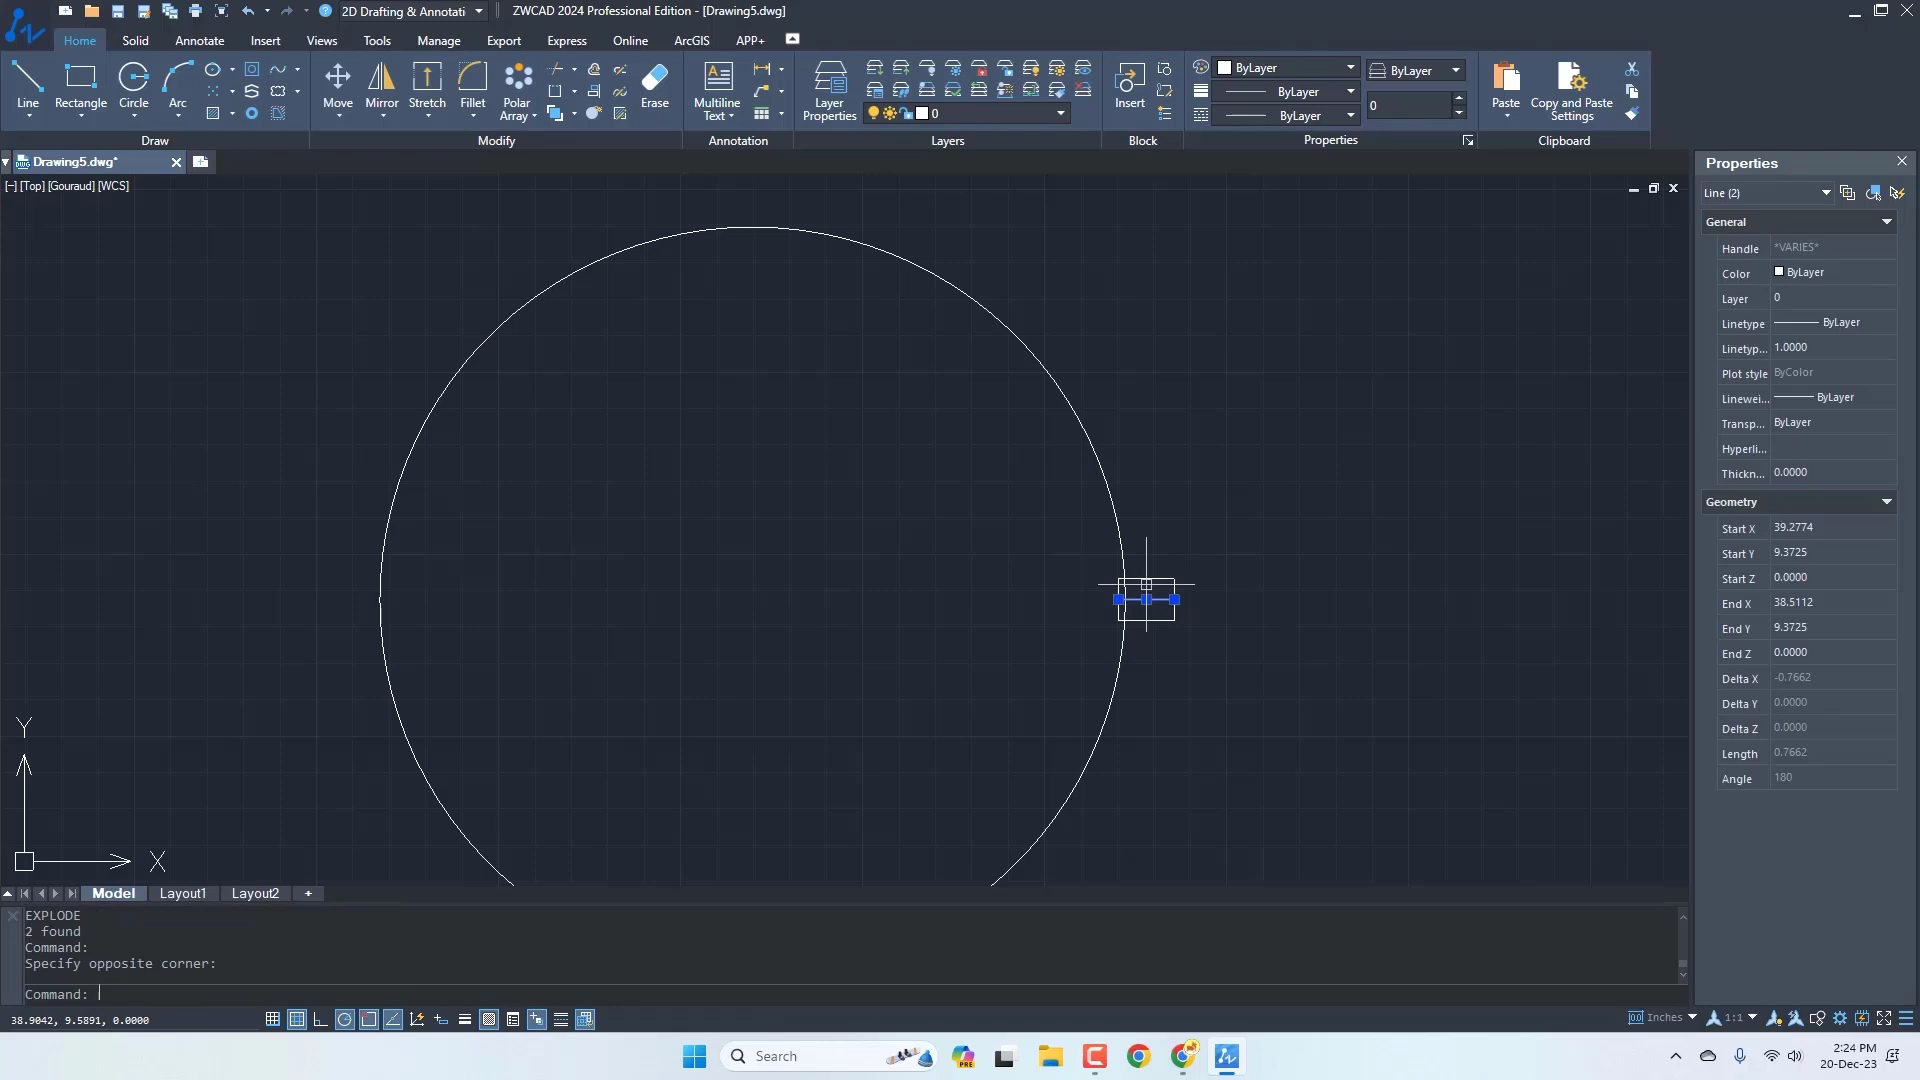 2D Drafting & Annotati
ZWCAD 2024 Professional Edition - [Drawing5.dwg]
Home
Solid
Annotate
Insert
Views
Tools
Manage
Export
Express
Online
ArcGIS
APP+
Line
Rectangle
Circle
Arc
Draw
Move
Mirror
Stretch
Fillet
Polar
Array
Erase
Modify
Multiline
Text
Annotation
Layer
Properties
0
Layers
Insert
Block
ByLayer
ByLayer
ByLayer
ByLayer
0
Properties
Paste
Copy and Paste
Settings
Clipboard
Drawing5.dwg*
[−] [Top] [Gouraud] [WCS]
Y
X
Properties
Line (2)
General
Handle *VARIES*
Color ByLayer
Layer 0
Linetype ByLayer
Linetyp... 1.0000
Plot style ByColor
Linewei... ByLayer
Transp... ByLayer
Hyperli...
Thickn... 0.0000
Geometry
Start X 39.2774
Start Y 9.3725
Start Z 0.0000
End X 38.5112
End Y 9.3725
End Z 0.0000
Delta X -0.7662
Delta Y 0.0000
Delta Z 0.0000
Length 0.7662
Angle 180
Model
Layout1
Layout2
+
EXPLODE
2 found
Command:
Specify opposite corner:
Command:
38.9042, 9.5891, 0.0000
Inches
1:1
Search
PRE
2:24 PM
20-Dec-23